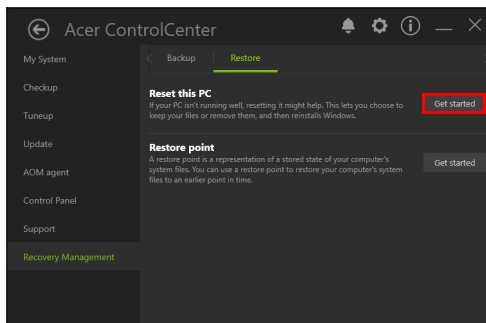 Acer ControlCenter
My System
Checkup
Tuneup
Update
AOM agent
Control Panel
Support
Recovery Management
Backup
Restore
Reset this PC
If your PC isn't running well, resetting it might help. This lets you choose to
keep your files or remove them, and then reinstalls Windows.
Get started
Restore point
A restore point is a representation of a stored state of your computer's
system files. You can use a restore point to restore your computer's system
files to an earlier point in time.
Get started